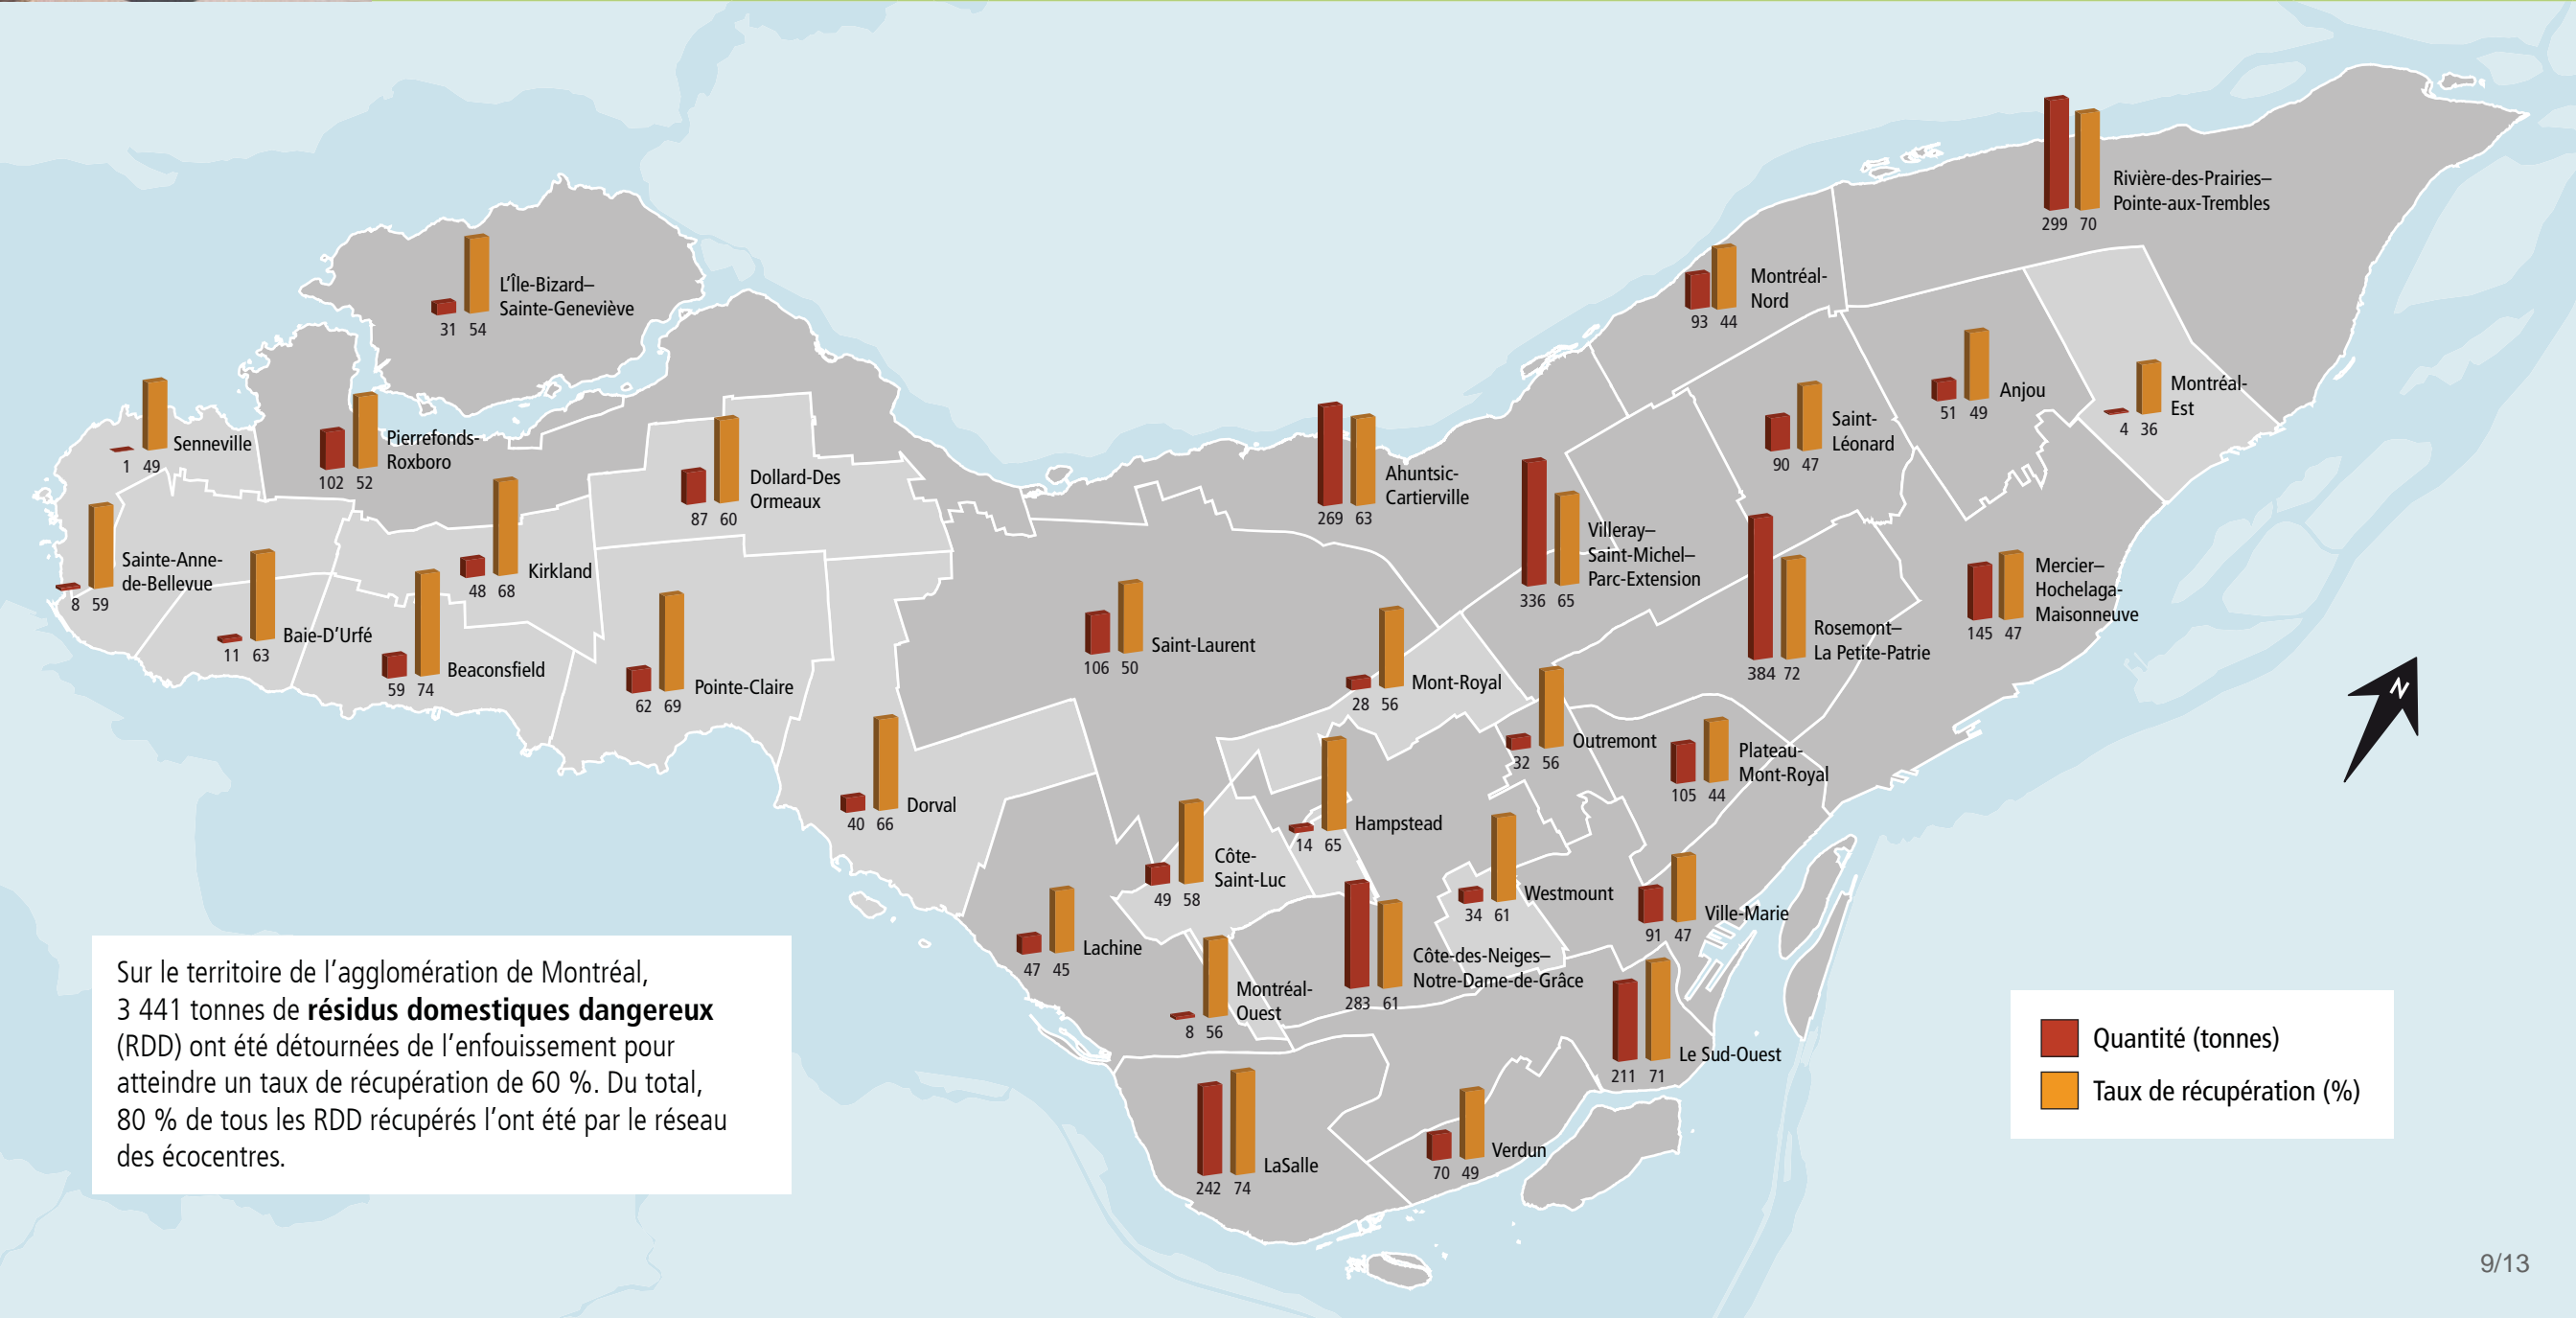 299 70
Rivière-des-Prairies–
Pointe-aux-Trembles
31 54
L'Île-Bizard–
Sainte-Geneviève
93 44
Montréal-
Nord
51 49
Anjou
4 36
Montréal-
Est
1 49
Senneville
102 52
Pierrefonds-
Roxboro
87 60
Dollard-Des
Ormeaux
269 63
Ahuntsic-
Cartierville
90 47
Saint-
Léonard
8 59
Sainte-Anne-
de-Bellevue
11 63
Baie-D'Urfé
48 68
Kirkland
59 74
Beaconsfield
62 69
Pointe-Claire
106 50
Saint-Laurent
336 65
Villeray–
Saint-Michel–
Parc-Extension
384 72
Rosemont–
La Petite-Patrie
145 47
Mercier–
Hochelaga-
Maisonneuve
28 56
Mont-Royal
32 56
Outremont
105 44
Plateau-
Mont-Royal
40 66
Dorval
14 65
Hampstead
49 58
Côte-
Saint-Luc
34 61
Westmount
91 47
Ville-Marie
47 45
Lachine
8 56
Montréal-
Ouest
283 61
Côte-des-Neiges–
Notre-Dame-de-Grâce
211 71
Le Sud-Ouest
242 74
LaSalle
70 49
Verdun
N
Sur le territoire de l'agglomération de Montréal,
3 441 tonnes de résidus domestiques dangereux
(RDD) ont été détournées de l'enfouissement pour
atteindre un taux de récupération de 60 %. Du total,
80 % de tous les RDD récupérés l'ont été par le réseau
des écocentres.
Quantité (tonnes)
Taux de récupération (%)
9/13